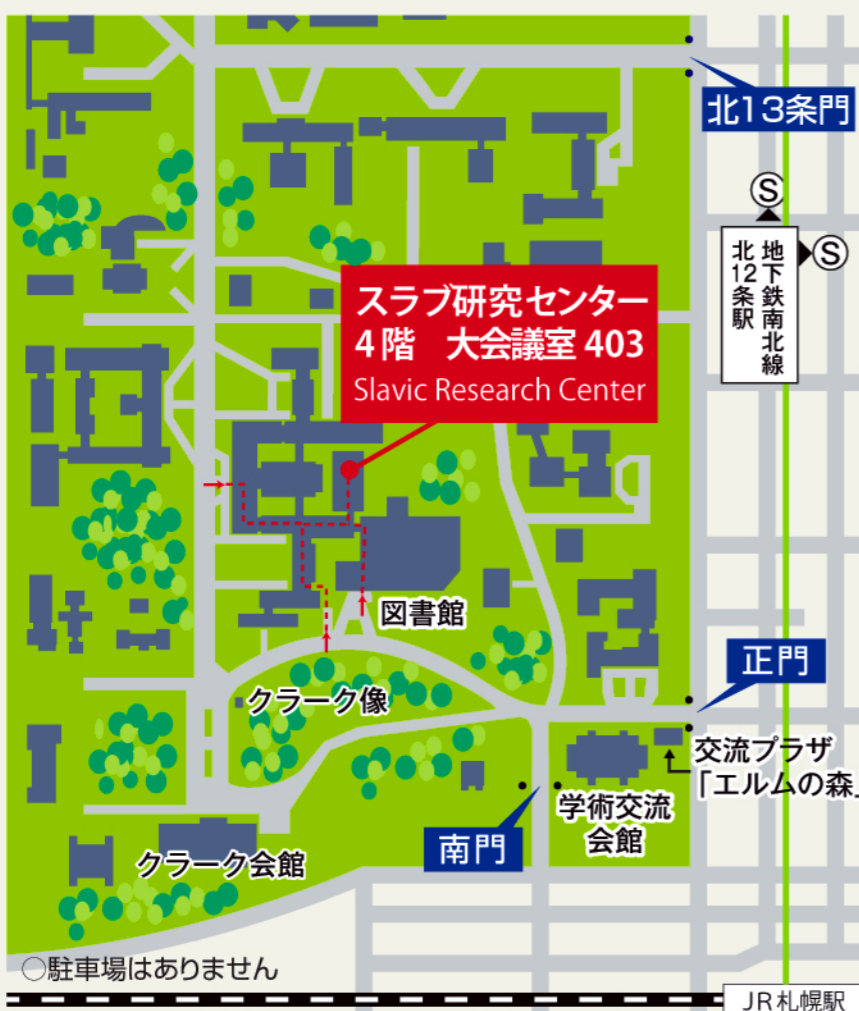 北13条門
Ⓢ
地下鉄南北線
北12条駅
Ⓢ
スラブ研究センター
4階　大会議室 403
Slavic Research Center
図書館
正門
クラーク像
交流プラザ
「エルムの森」
学術交流
会館
南門
クラーク会館
○駐車場はありません
JR札幌駅